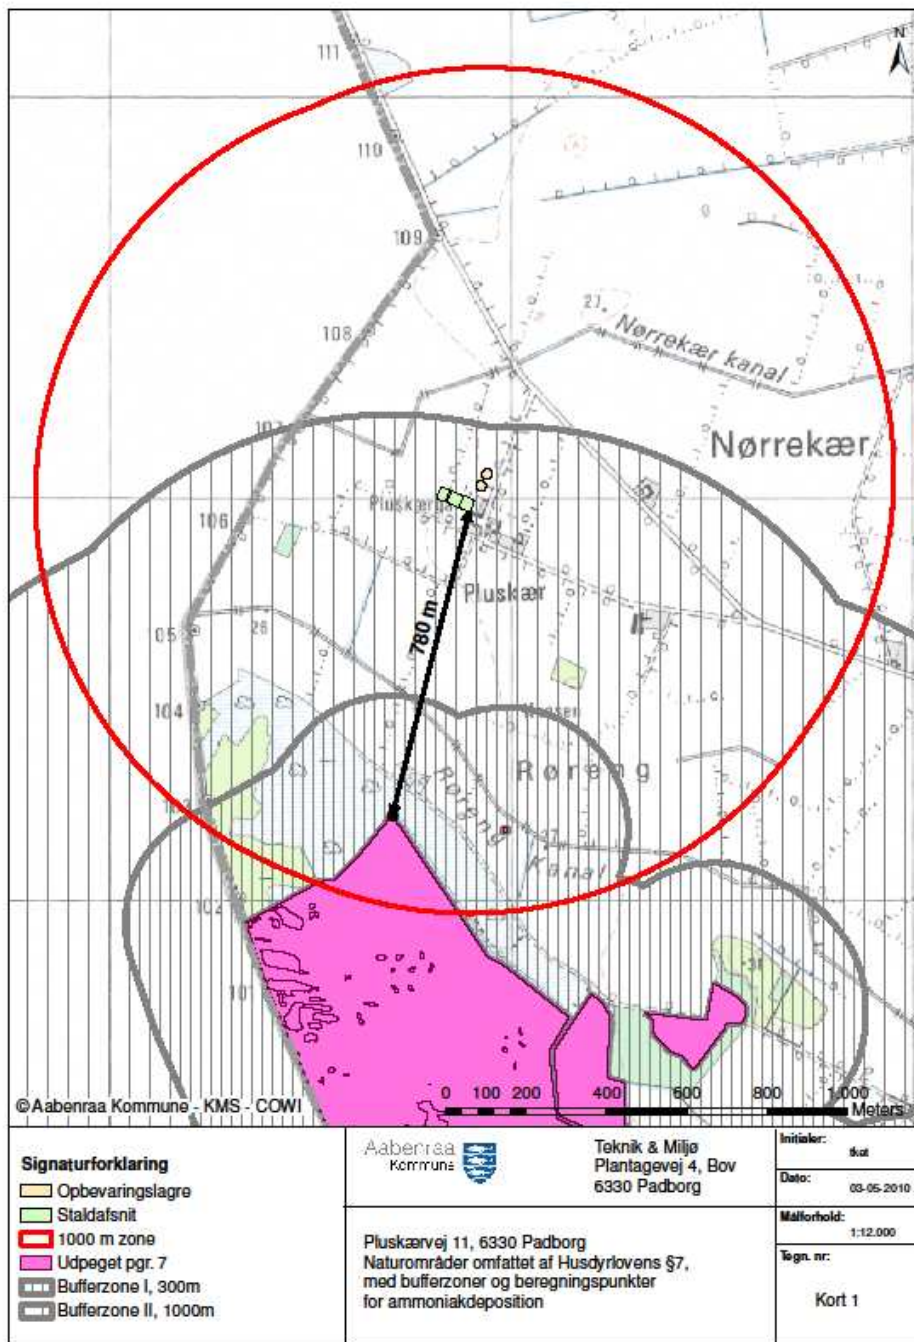 N
111
110
109
27
Nørrekær kanal
108
107
Nørrekær
106
Pluskær
780 m
105
26
104
Røreng
Røreng
103
Kanal
102
31
101
0 100 200 400 600 800 1.000
Meters
©Aabenraa Kommune - KMS - COWI
Signaturforklaring
Opbevaringslagre
Staldafsnit
1000 m zone
Udpeget pgr. 7
Bufferzone I, 300m
Bufferzone II, 1000m
Aabenraa
Kommune
Teknik & Miljø
Plantagevej 4, Bov
6330 Padborg
Pluskærvej 11, 6330 Padborg
Naturområder omfattet af Husdyrlovens §7,
med bufferzoner og beregningspunkter
for ammoniakdeposition
Initialer:
tkat
Dato:
03-05-2010
Målforhold:
1:12.000
Tegn. nr:
Kort 1